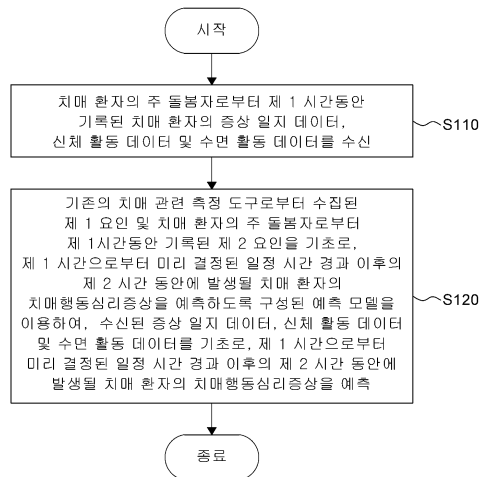 시작
치매 환자의 주 돌봄자로부터 제 1 시간동안
기록된 치매 환자의 증상 일지 데이터,
신체 활동 데이터 및 수면 활동 데이터를 수신
S110
기존의 치매 관련 측정 도구로부터 수집된
제 1 요인 및 치매 환자의 주 돌봄자로부터
제 1시간동안 기록된 제 2 요인을 기초로,
제 1 시간으로부터 미리 결정된 일정 시간 경과 이후의
제 2 시간 동안에 발생될 치매 환자의
치매행동심리증상을 예측하도록 구성된 예측 모델을
이용하여, 수신된 증상 일지 데이터, 신체 활동 데이터
및 수면 활동 데이터를 기초로, 제 1 시간으로부터
미리 결정된 일정 시간 경과 이후의 제 2 시간 동안에
발생될 치매 환자의 치매행동심리증상을 예측
S120
종료